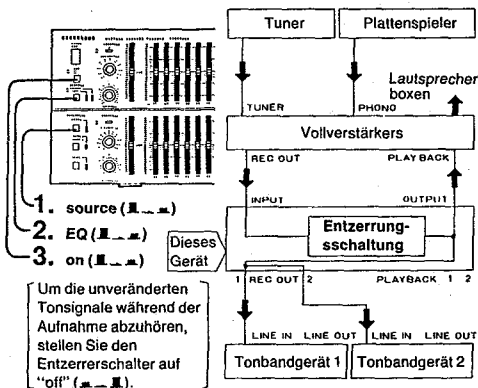 Tuner
Plattenspieler
Lautsprecher
boxen
TUNER
PHONO
Vollverstärkers
REC OUT
PLAY BACK
INPUT
OUTPUT
Entzerrungs-
schaltung
Dieses
Gerät
1 REC OUT 2
PLAYBACK 1 2
LINE IN LINE OUT
LINE IN LINE OUT
Tonbandgerät 1
Tonbandgerät 2
1. source ( )
2. EQ ( )
3. on ( )
Um die unveränderten
Tonsignale während der
Aufnahme abzuhören,
stellen Sie den
Entzerrerschalter auf
"off" ( ).